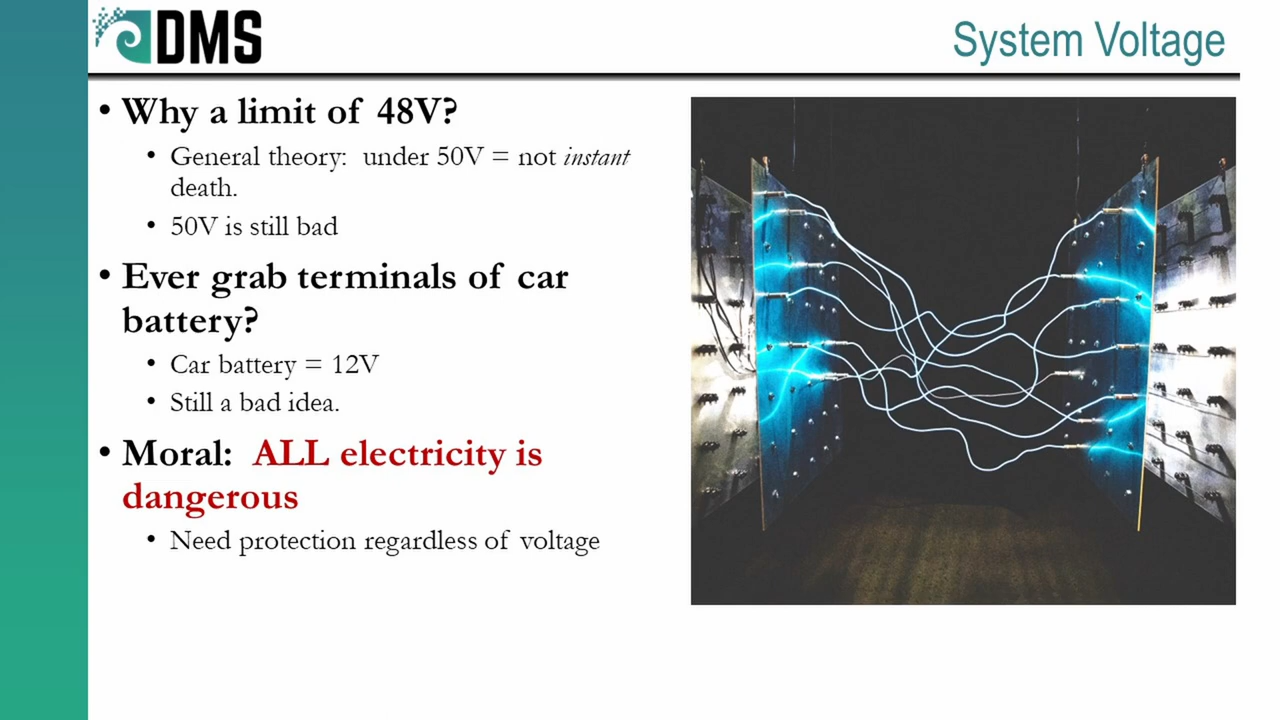 DMS
System Voltage
• Why a limit of 48V?
• General theory: under 50V = not instant
death.
• 50V is still bad
• Ever grab terminals of car
battery?
• Car battery = 12V
• Still a bad idea.
• Moral: ALL electricity is
dangerous
• Need protection regardless of voltage